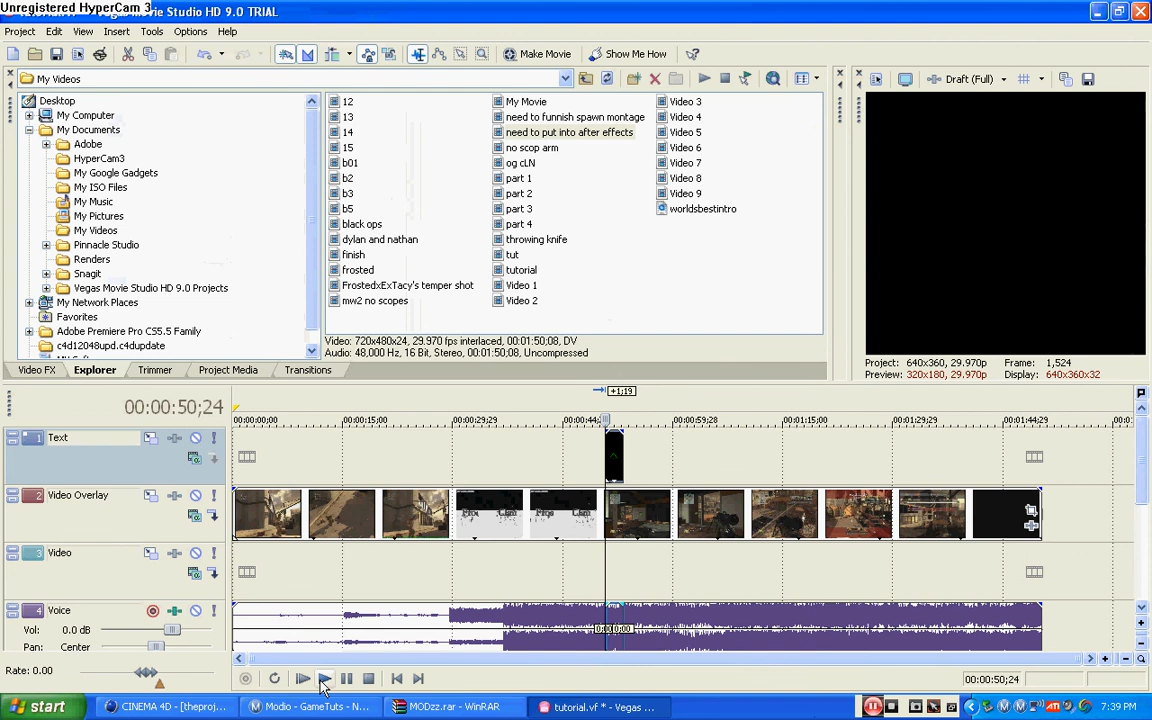 Unregistered HyperCam 3
Vegas Movie Studio HD 9.0 TRIAL
Project Edit View Insert Tools Options Help
Make Movie Show Me How
My Videos
Draft (Full)
Desktop
My Computer
My Documents
Adobe
HyperCam3
My Google Gadgets
My ISO Files
My Music
My Pictures
My Videos
Pinnacle Studio
Renders
Snagit
Vegas Movie Studio HD 9.0 Projects
My Network Places
Favorites
Adobe Premiere Pro CS5.5 Family
c4d12048upd.c4dupdate
12
13
14
15
b01
b2
b3
b5
black ops
dylan and nathan
finish
frosted
FrostedxExTacy's temper shot
mw2 no scopes
My Movie
need to funnish spawn montage
need to put into after effects
no scop arm
og cLN
part 1
part 2
part 3
part 4
throwing knife
tut
tutorial
Video 1
Video 2
Video 3
Video 4
Video 5
Video 6
Video 7
Video 8
Video 9
worldsbestintro
Video: 720x480x24, 29.970 fps interlaced, 00:01:50;08, DV
Audio: 48,000 Hz, 16 Bit, Stereo, 00:01:50;08, Uncompressed
Video FX Explorer Trimmer Project Media Transitions
Project: 640x360, 29.970p Frame: 1,524
Preview: 320x180, 29.970p Display: 640x360x32
+1;19
00:00:50;24
00:00:00;00 00:00:15;00 00:00:29;29 00:00:44; 00:00:59;28 00:01:15;00 00:01:29;29 00:01:44;29 00:0
1 Text
2 Video Overlay
3 Video
4 Voice
Vol: 0.0 dB
Pan: Center
Rate: 0.00
00:00:50;24
start CINEMA 4D - [theproj... Modio - GameTuts - N... MODzz.rar - WinRAR tutorial.vf * - Vegas ... 7:39 PM